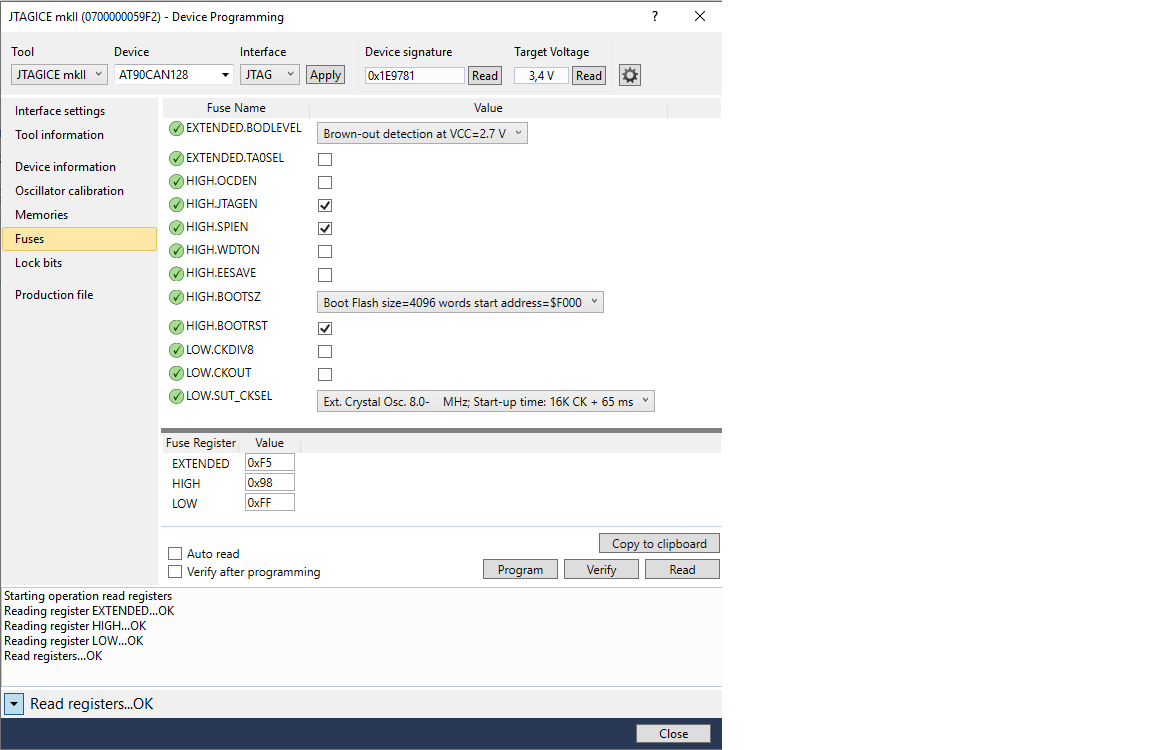 JTAGICE mkII (0700000059F2) - Device Programming ?
Tool Device Interface Device signature Target Voltage
JTAGICE mkII AT90CAN128 JTAG Apply 0x1E9781 Read 3,4 V Read
Interface settings
Tool information
Device information
Oscillator calibration
Memories
Fuses
Lock bits
Production file
Fuse Name Value
EXTENDED.BODLEVEL Brown-out detection at VCC=2.7 V
EXTENDED.TA0SEL
HIGH.OCDEN
HIGH.JTAGEN
HIGH.SPIEN
HIGH.WDTON
HIGH.EESAVE
HIGH.BOOTSZ Boot Flash size=4096 words start address=$F000
HIGH.BOOTRST
LOW.CKDIV8
LOW.CKOUT
LOW.SUT_CKSEL Ext. Crystal Osc. 8.0- MHz; Start-up time: 16K CK + 65 ms
Fuse Register Value
EXTENDED 0xF5
HIGH 0x98
LOW 0xFF
Copy to clipboard
Auto read
Verify after programming
Program Verify Read
Starting operation read registers
Reading register EXTENDED...OK
Reading register HIGH...OK
Reading register LOW...OK
Read registers...OK
Read registers...OK
Close